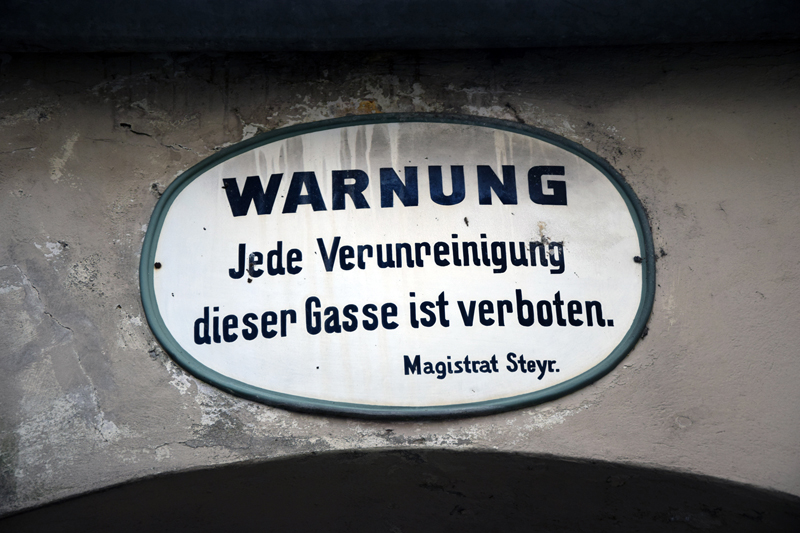 WARNUNG
Jede Verunreinigung
dieser Gasse ist verboten.
Magistrat Steyr.